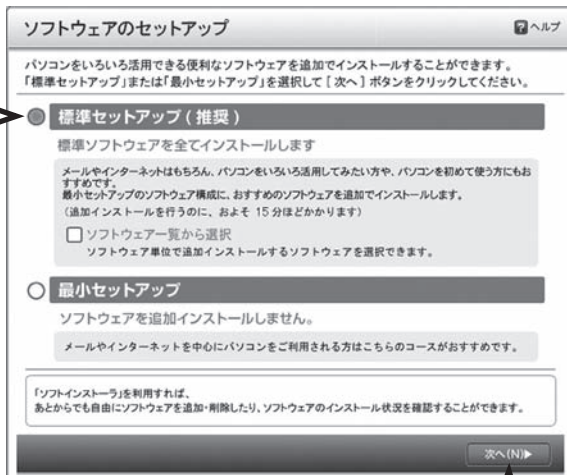 ソフトウェアのセットアップ
?ヘルプ
パソコンをいろいろ活用できる便利なソフトウェアを追加でインストールすることができます。
「標準セットアップ」または「最小セットアップ」を選択して [ 次へ ] ボタンをクリックしてください。
標準セットアップ ( 推奨 )
標準ソフトウェアを全てインストールします
メールやインターネットはもちろん、パソコンをいろいろ活用してみたい方や、パソコンを初めて使う方にもお
すすめです。
最小セットアップのソフトウェア構成に、おすすめのソフトウェアを追加でインストールします。
(追加インストールを行うのに、およそ 15 分ほどかかります)
ソフトウェア一覧から選択
ソフトウェア単位で追加インストールするソフトウェアを選択できます。
最小セットアップ
ソフトウェアを追加インストールしません。
メールやインターネットを中心にパソコンをご利用される方はこちらのコースがおすすめです。
「ソフトインストーラ」を利用すれば、
あとからでも自由にソフトウェアを追加・削除したり、ソフトウェアのインストール状況を確認することができます。
次へ(N)▶